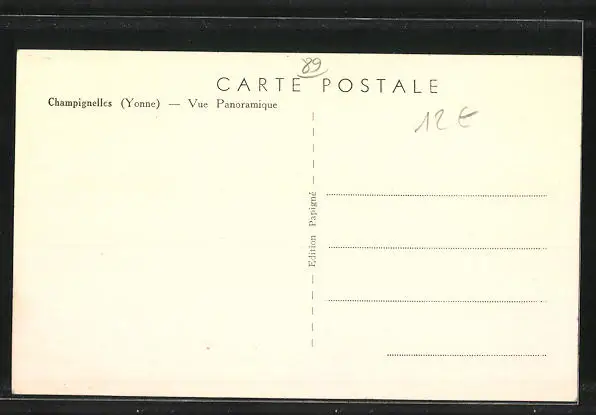 89
CARTE POSTALE
Champignelles (Yonne) — Vue Panoramique
12 €
Edition Papigné